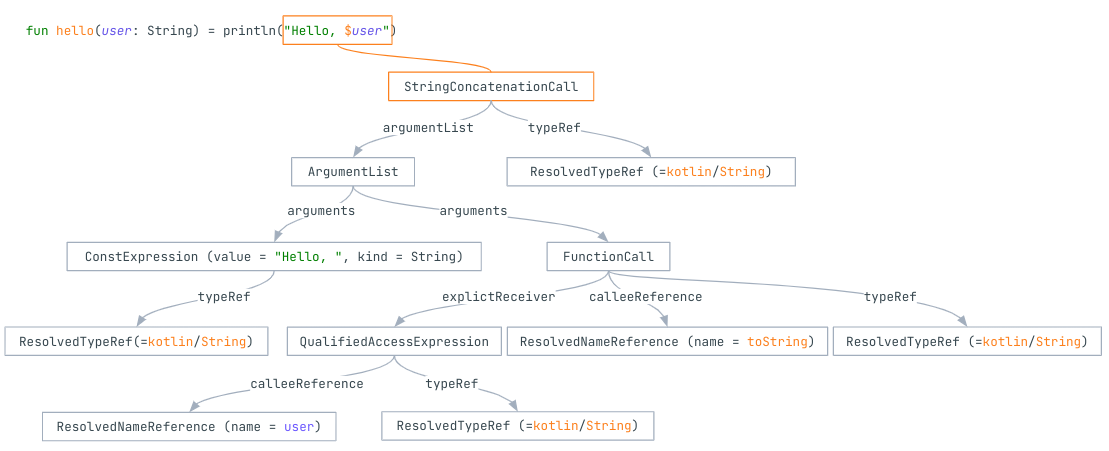 fun hello(user: String) = println("Hello, $user")
StringConcatenationCall
argumentList
typeRef
ArgumentList
ResolvedTypeRef (=kotlin/String)
arguments
arguments
ConstExpression (value = "Hello, ", kind = String)
FunctionCall
typeRef
explictReceiver
calleeReference
typeRef
ResolvedTypeRef(=kotlin/String)
QualifiedAccessExpression
ResolvedNameReference (name = toString)
ResolvedTypeRef (=kotlin/String)
calleeReference
typeRef
ResolvedNameReference (name = user)
ResolvedTypeRef (=kotlin/String)